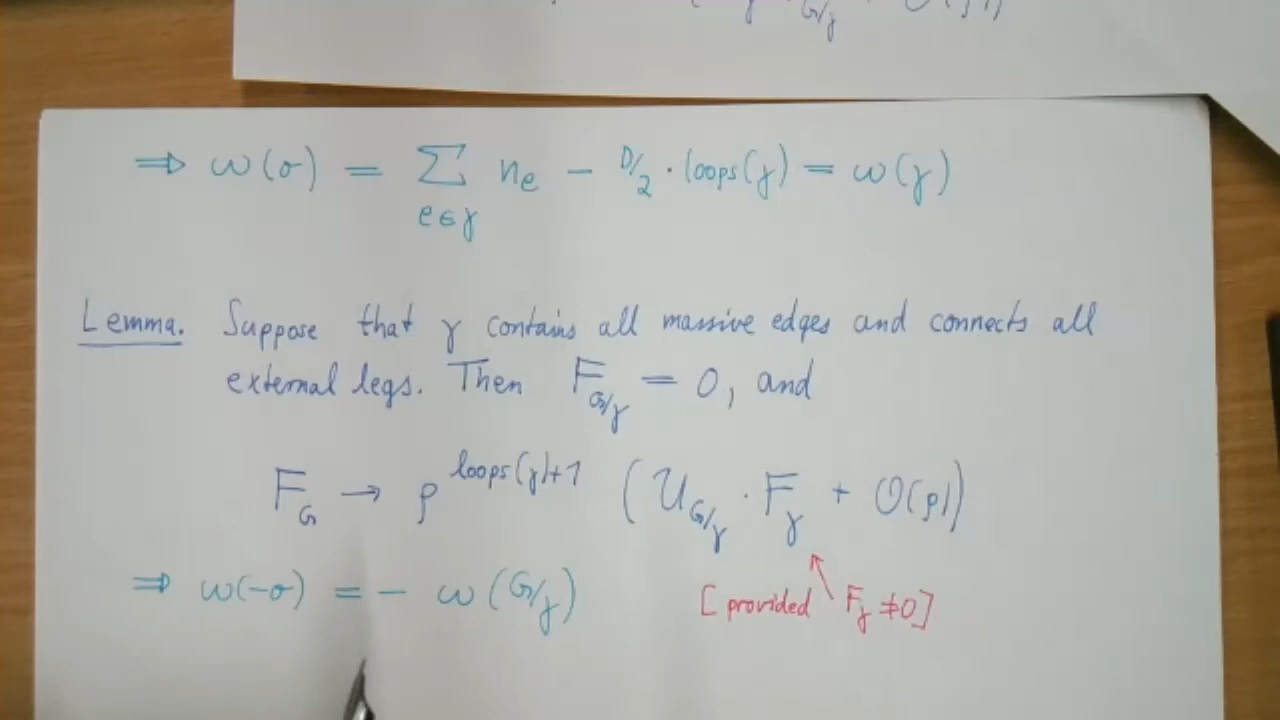 G/γ
⇒ ω(σ) = Σ_{e∈γ} n_e − D/2 · loops(γ) = ω(γ)
Lemma. Suppose that γ contains all massive edges and connects all
external legs. Then F_{G/γ} = 0, and
F_G → ρ^{loops(γ)+1} (U_{G/γ} · F_γ + O(ρ))
⇒ ω(-σ) = − ω(G/γ) [provided F_γ ≠ 0]